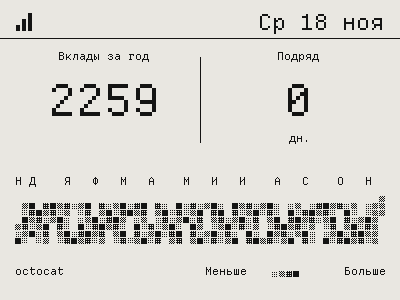 Ср 18 ноя
Вклады за год
Подряд
2259
0
дн.
Н Д Я Ф М А М И И А С О Н
octocat
Меньше
Больше